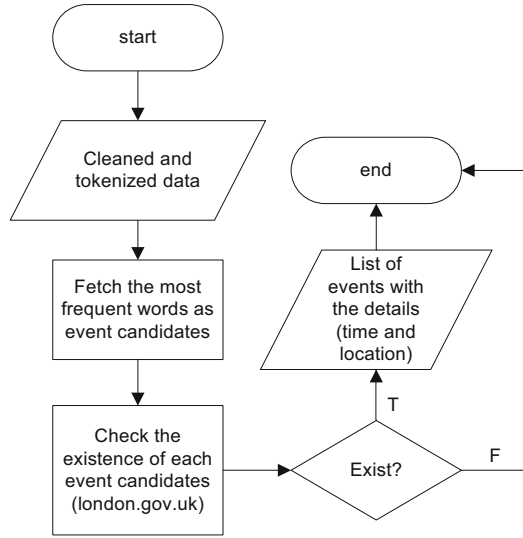 start
Cleaned and
tokenized data
Fetch the most
frequent words as
event candidates
Check the
existence of each
event candidates
(london.gov.uk)
Exist?
T
F
List of
events with
the details
(time and
location)
end